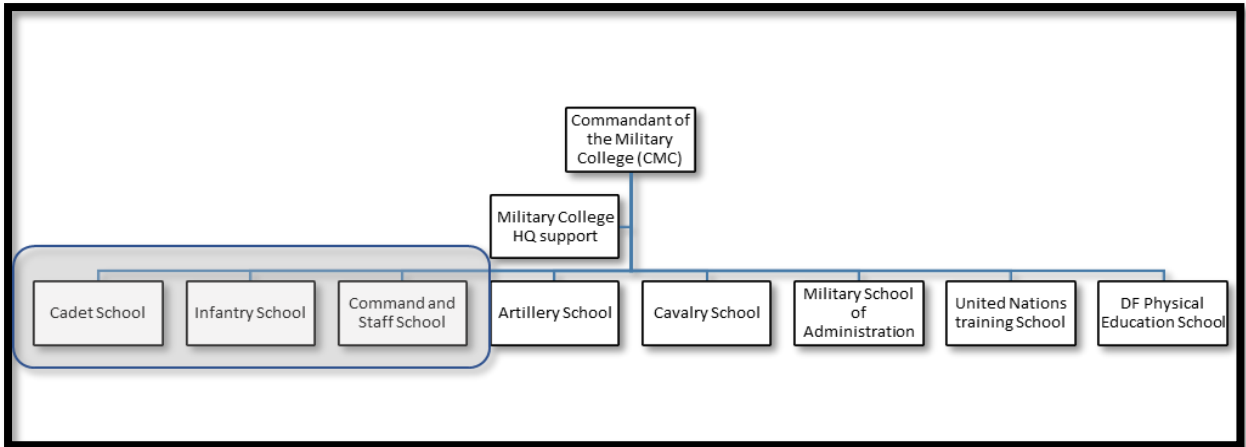 Commandant of
the Military
College (CMC)
Military College
HQ support
Cadet School
Infantry School
Command and
Staff School
Artillery School
Cavalry School
Military School
of
Administration
United Nations
training School
DF Physical
Education School